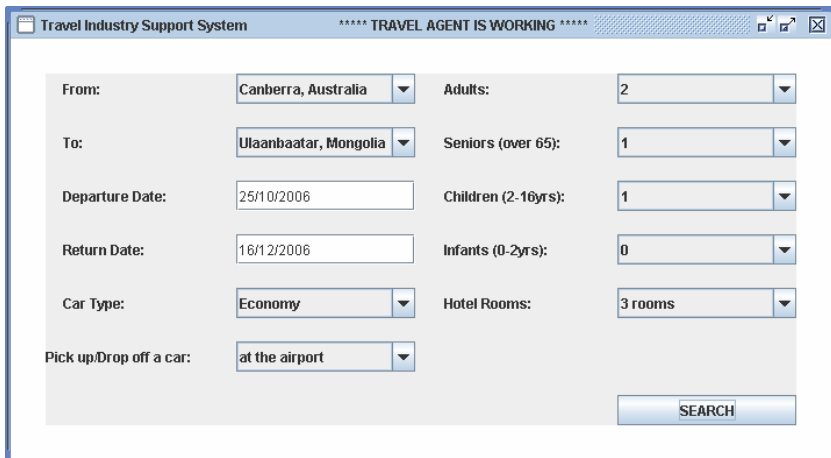 Travel Industry Support System ***** TRAVEL AGENT IS WORKING *****
From: Canberra, Australia Adults: 2
To: Ulaanbaatar, Mongolia Seniors (over 65): 1
Departure Date: 25/10/2006 Children (2-16yrs): 1
Return Date: 16/12/2006 Infants (0-2yrs): 0
Car Type: Economy Hotel Rooms: 3 rooms
Pick up/Drop off a car: at the airport
SEARCH